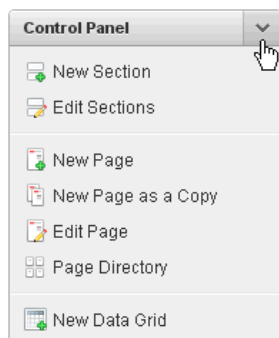 Control Panel
New Section
Edit Sections
New Page
New Page as a Copy
Edit Page
Page Directory
New Data Grid